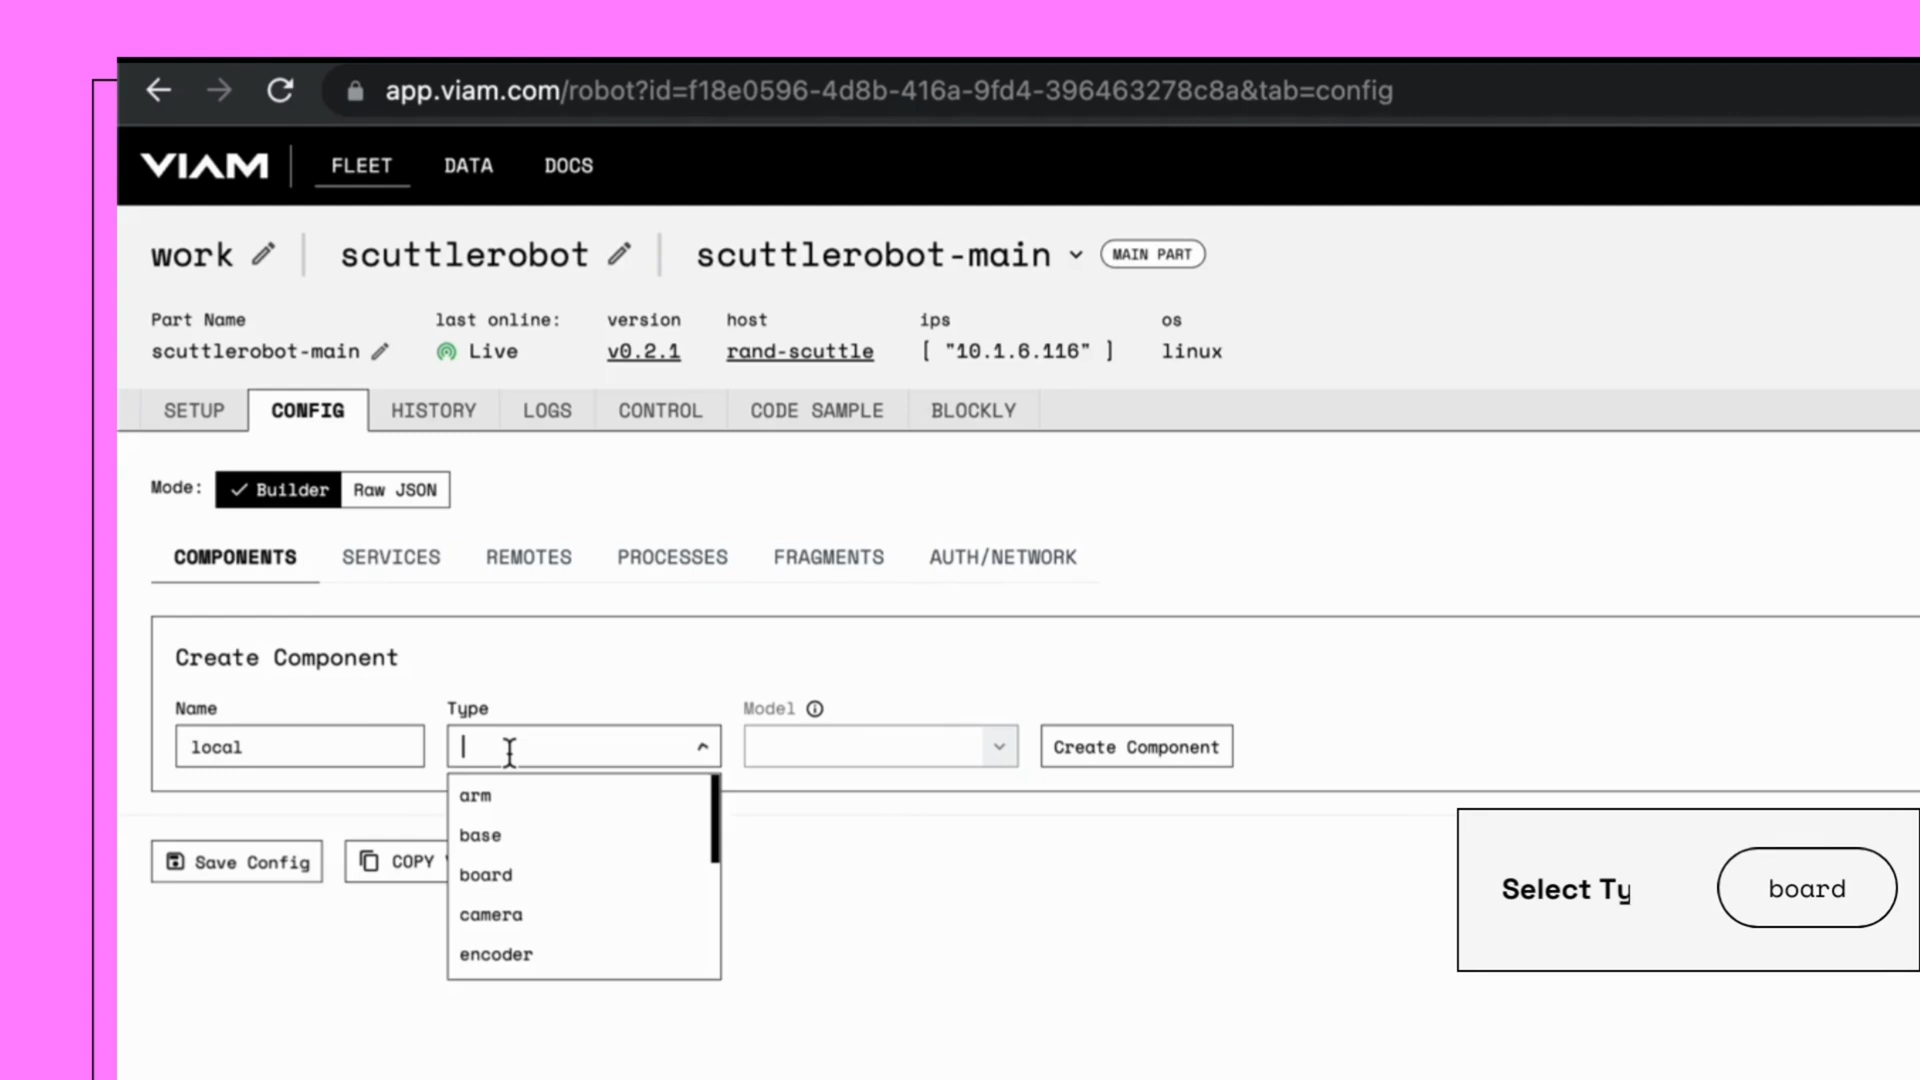 app.viam.com/robot?id=f18e0596-4d8b-416a-9fd4-396463278c8a&tab=config
VIAM FLEET DATA DOCS
work scuttlerobot scuttlerobot-main MAIN PART
Part Name last online: version host ips os
scuttlerobot-main Live v0.2.1 rand-scuttle [ "10.1.6.116" ] linux
SETUP CONFIG HISTORY LOGS CONTROL CODE SAMPLE BLOCKLY
Mode: Builder Raw JSON
COMPONENTS SERVICES REMOTES PROCESSES FRAGMENTS AUTH/NETWORK
Create Component
Name Type Model
local Create Component
arm
base
board
camera
encoder
Save Config COPY
Select Ty board